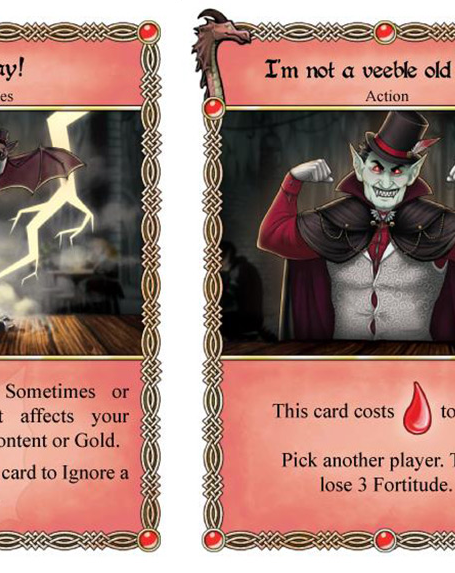 ay!
es
Sometimes or
affects your
ontent or Gold.
card to Ignore a
I'm not a veeble old
Action
This card costs to
Pick another player. T
lose 3 Fortitude.